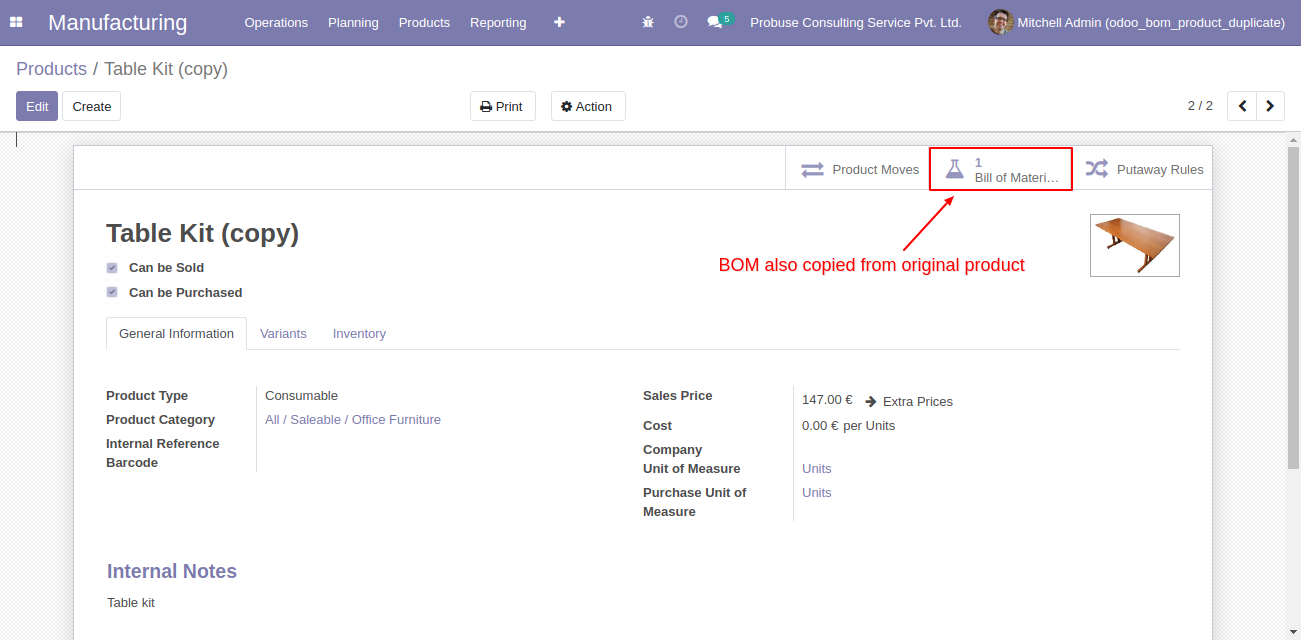 Manufacturing Operations Planning Products Reporting 5 Probuse Consulting Service Pvt. Ltd. Mitchell Admin (odoo_bom_product_duplicate)
Products / Table Kit (copy)
Edit Create Print Action 2 / 2
Product Moves
1
Bill of Materi...
Putaway Rules
Table Kit (copy)
Can be Sold
BOM also copied from original product
Can be Purchased
General Information Variants Inventory
Product Type Consumable
Product Category All / Saleable / Office Furniture
Internal Reference
Barcode
Sales Price 147.00 € Extra Prices
Cost 0.00 € per Units
Company
Unit of Measure Units
Purchase Unit of Units
Measure
Internal Notes
Table kit